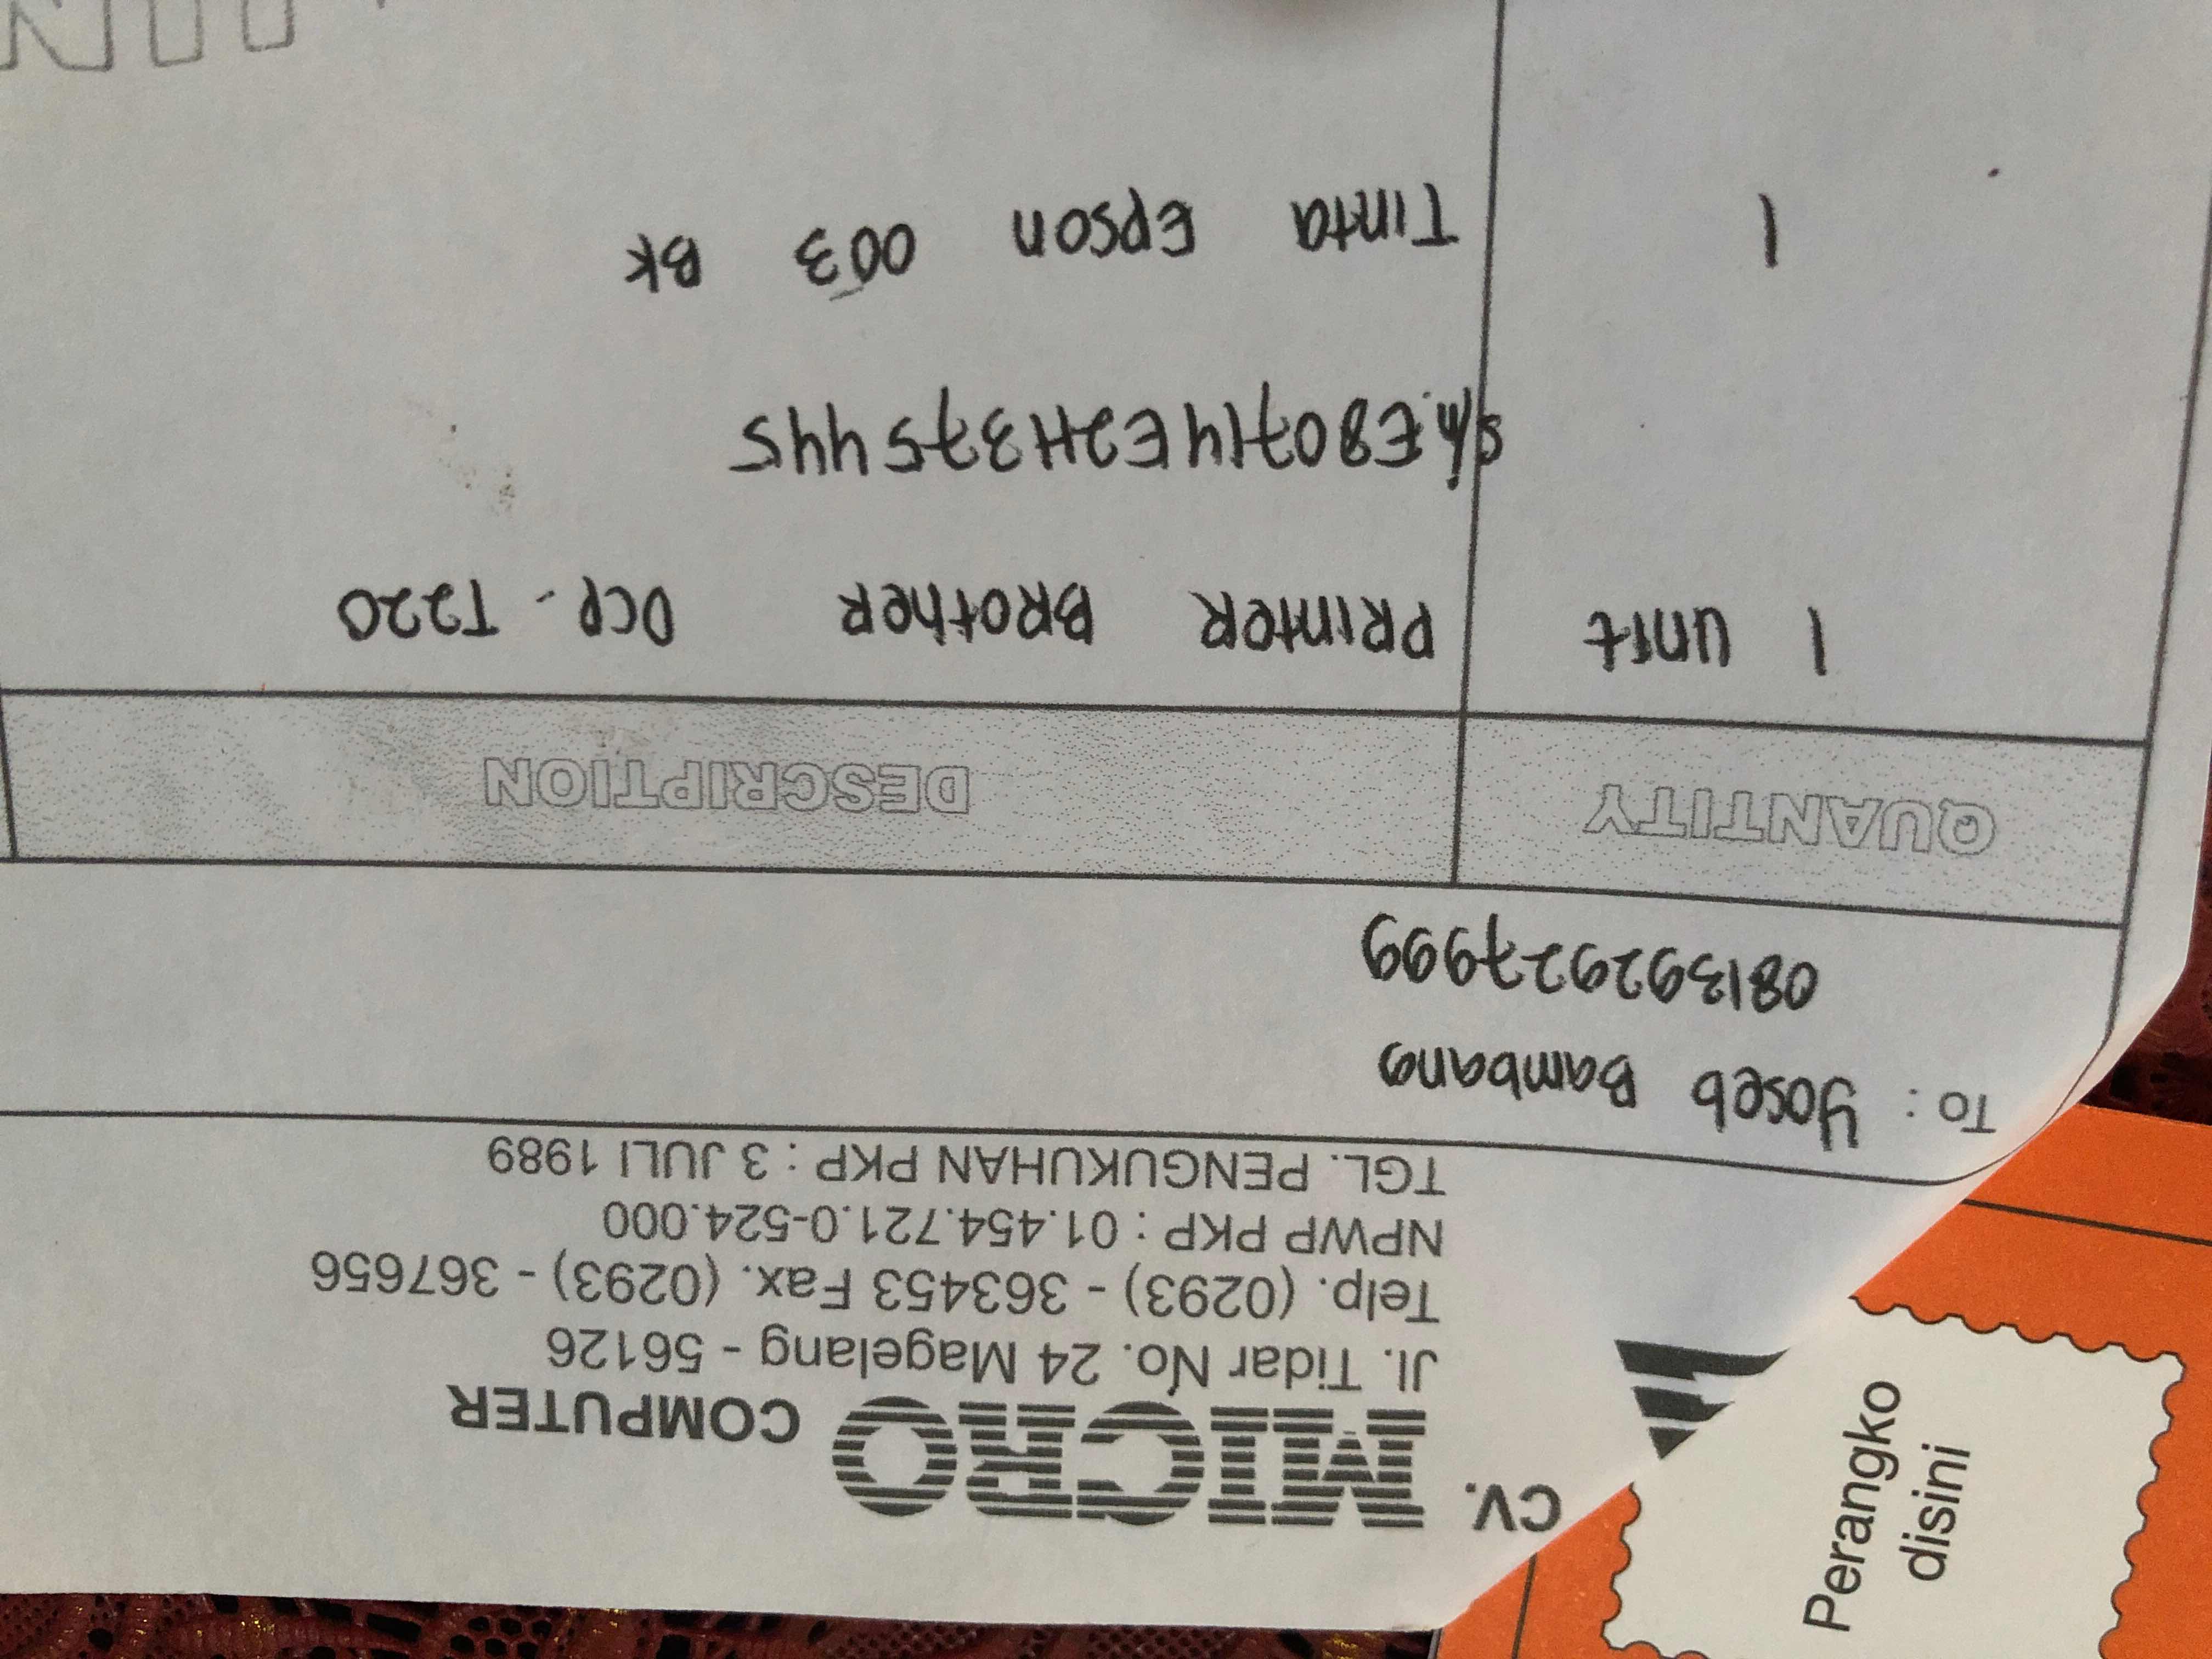 CV. MICRO COMPUTER
Jl. Tidar No. 24 Magelang - 56126
Telp. (0293) - 363453 Fax. (0293) - 367656
NPWP PKP : 01.454.721.0-524.000
TGL. PENGUKUHAN PKP : 3 JULI 1989
To : Yoseb Bambang
081392927999
QUANTITY DESCRIPTION
1 unit PRINTER BROTHER DCP - T220
S/N. E80714E2H375445
1 Tinta Epson 003 BK
Perangko
disini